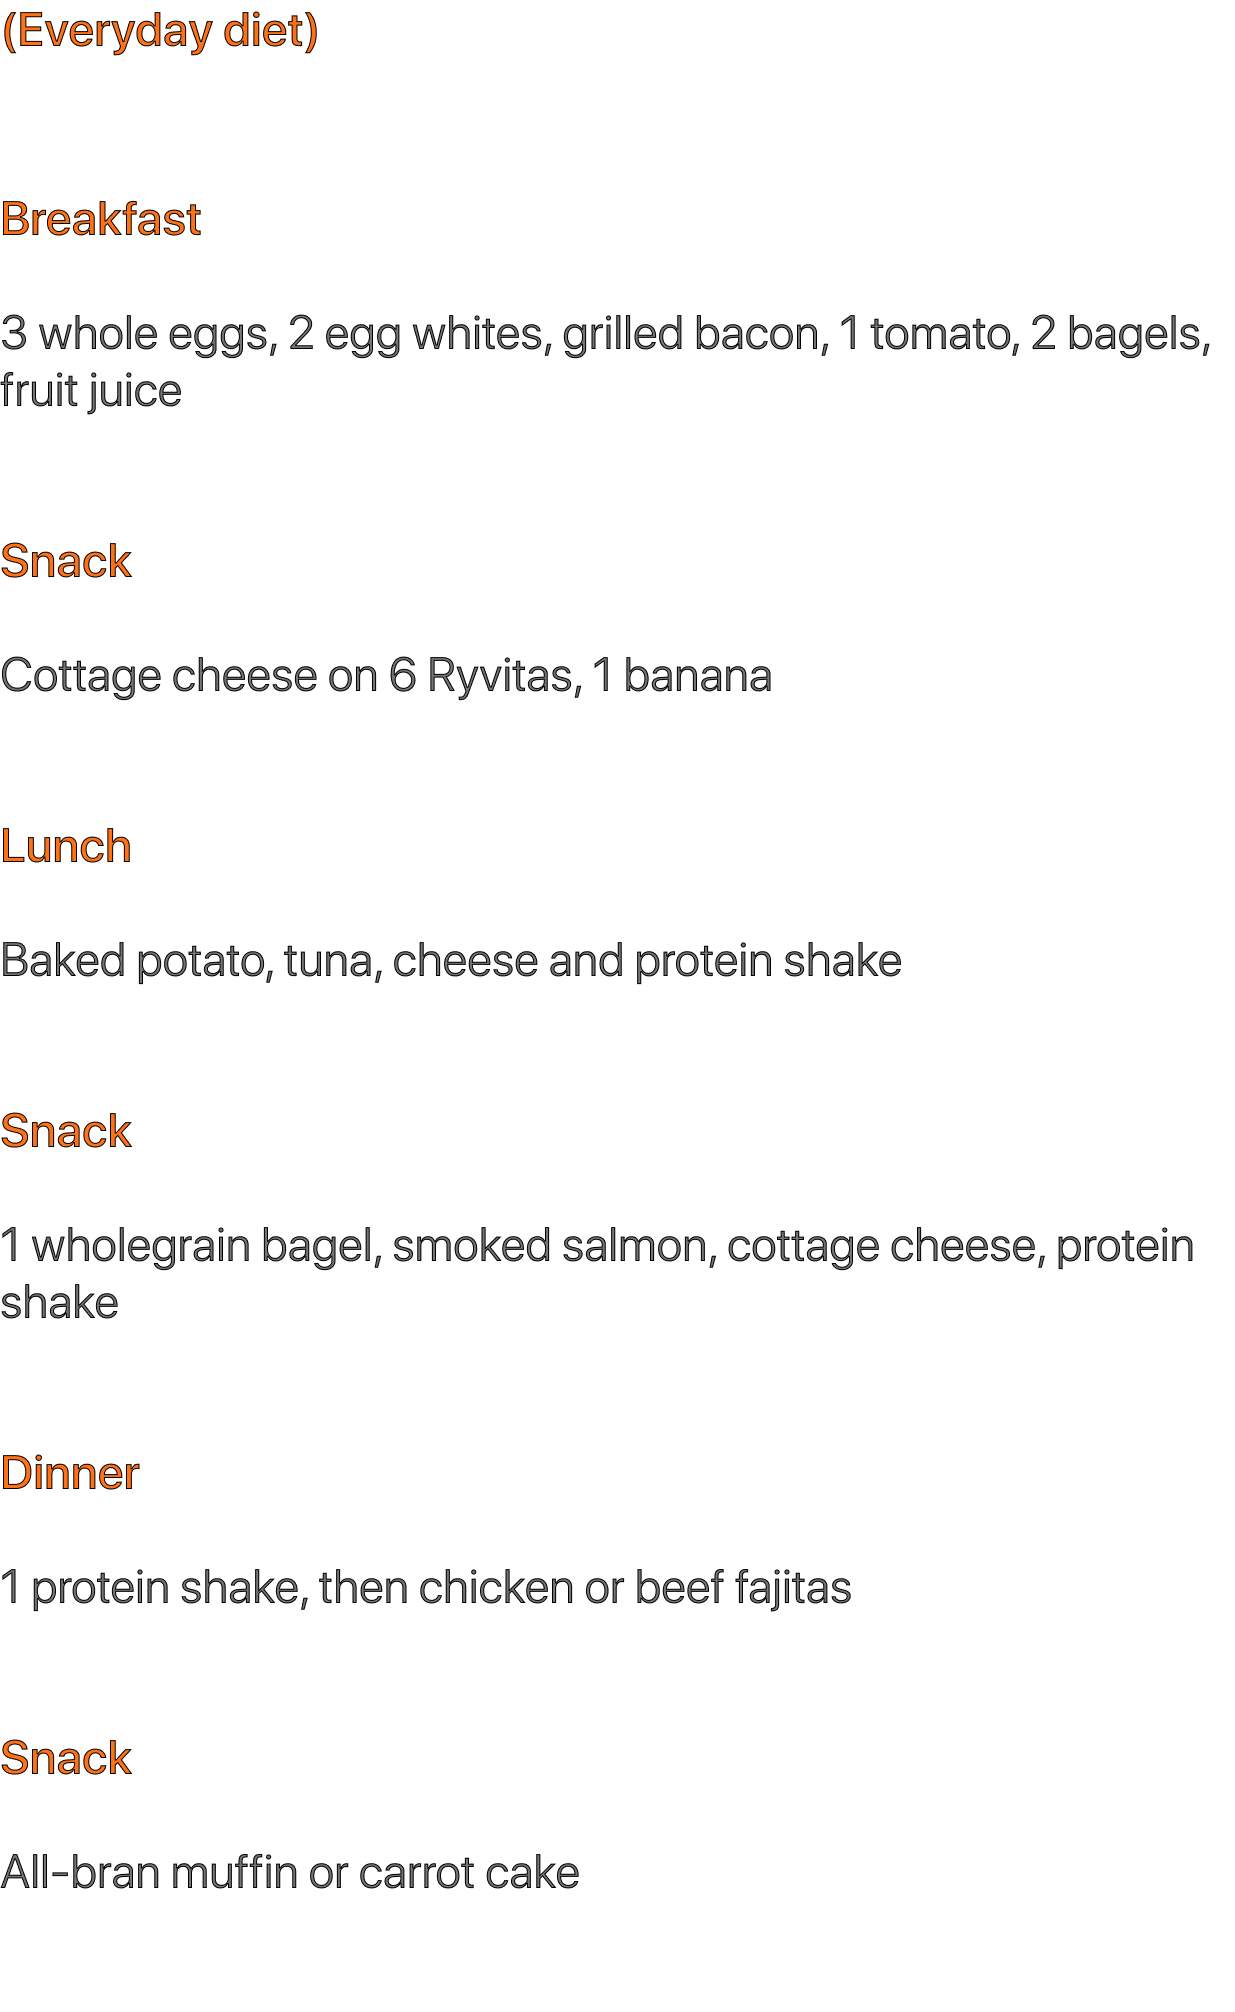 (Everyday diet)
Breakfast
3 whole eggs, 2 egg whites, grilled bacon, 1 tomato, 2 bagels,
fruit juice
Snack
Cottage cheese on 6 Ryvitas, 1 banana
Lunch
Baked potato, tuna, cheese and protein shake
Snack
1 wholegrain bagel, smoked salmon, cottage cheese, protein
shake
Dinner
1 protein shake, then chicken or beef fajitas
Snack
All-bran muffin or carrot cake